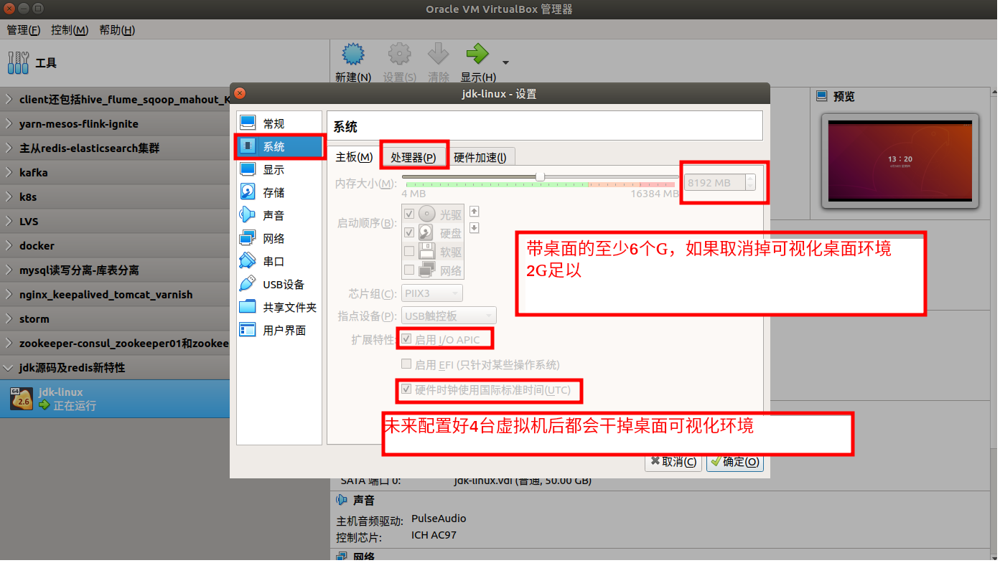 Oracle VM VirtualBox 管理器
管理(F) 控制(M) 帮助(H)
工具
新建(N) 设置(S) 清除 显示(H)
client还包括hive_flume_sqoop_mahout_K
yarn-mesos-flink-ignite
主从redis-elasticsearch集群
kafka
k8s
LVS
docker
mysql读写分离-库表分离
nginx_keepalived_tomcat_varnish
storm
zookeeper-consul_zookeeper01和zookee
jdk源码及redis新特性
64
2.6
jdk-linux
正在运行
预览
13：20
jdk-linux - 设置
常规
系统
显示
存储
声音
网络
串口
USB设备
共享文件夹
用户界面
系统
主板(M) 处理器(P) 硬件加速(l)
内存大小(M): 8192 MB
4 MB 16384 MB
启动顺序(B):
光驱
硬盘
软驱
网络
带桌面的至少6个G，如果取消掉可视化桌面环境
2G足以
芯片组(C): PIIX3
指点设备(P): USB触控板
扩展特性: 启用 I/O APIC
启用 EFI (只针对某些操作系统)
硬件时钟使用国际标准时间(UTC)
未来配置好4台虚拟机后都会干掉桌面可视化环境
取消(C) 确定(O)
SATA 端口 0: jdk-linux.vdi (普通, 50.00 GB)
声音
主机音频驱动: PulseAudio
控制芯片: ICH AC97
网络